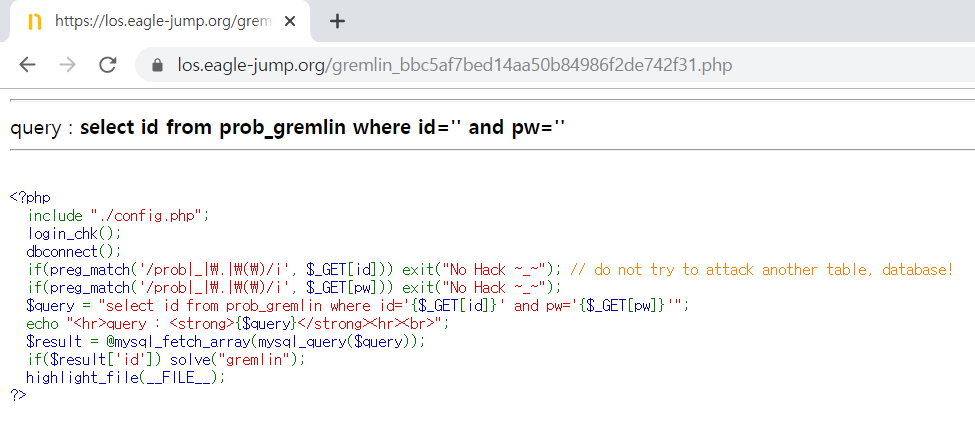 https://los.eagle-jump.org/grem
los.eagle-jump.org/gremlin_bbc5af7bed14aa50b84986f2de742f31.php
query : select id from prob_gremlin where id='' and pw=''
<?php
include "./config.php";
login_chk();
dbconnect();
if(preg_match('/prob|_|₩.|₩(₩)/i', $_GET[id])) exit("No Hack ~_~"); // do not try to attack another table, database!
if(preg_match('/prob|_|₩.|₩(₩)/i', $_GET[pw])) exit("No Hack ~_~");
$query = "select id from prob_gremlin where id='{$_GET[id]}' and pw='{$_GET[pw]}'";
echo "<hr>query : <strong>{$query}</strong><hr><br>";
$result = @mysql_fetch_array(mysql_query($query));
if($result['id']) solve("gremlin");
highlight_file(__FILE__);
?>